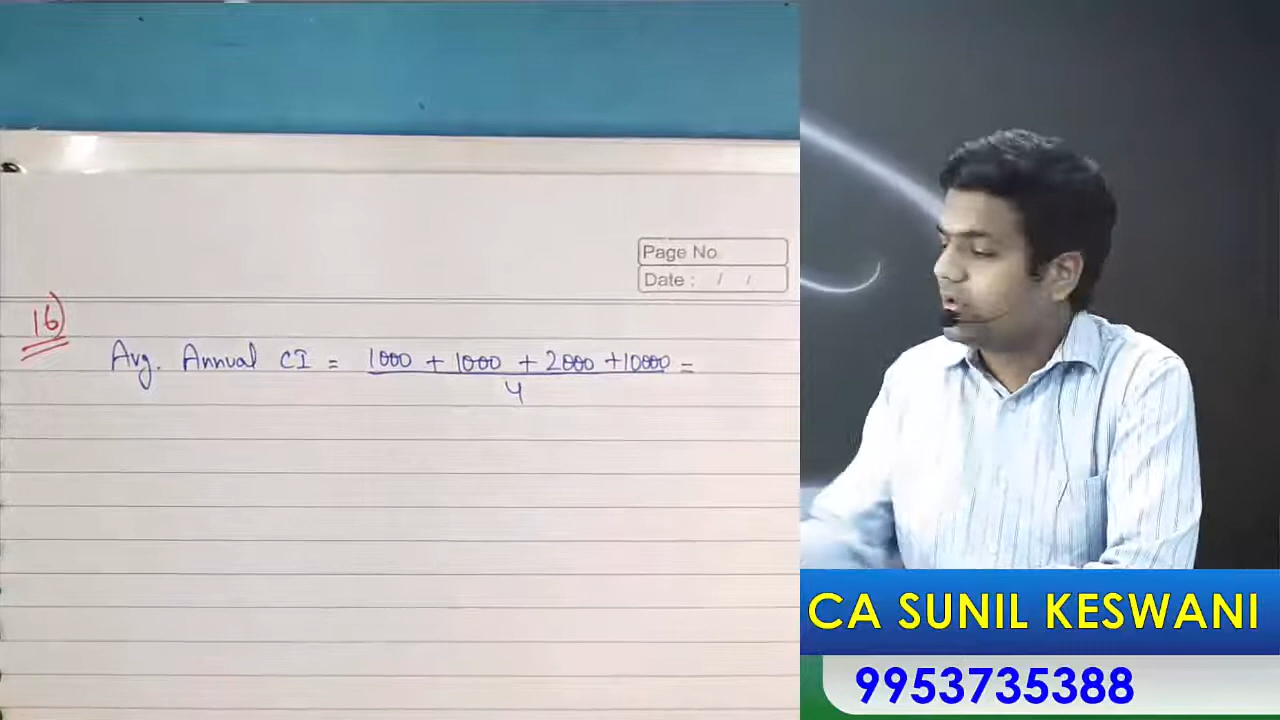 Page No.
Date : / /
16)
Avg. Annual CI = 1000 + 1000 + 2000 + 10000 =
4
CA SUNIL KESWANI
9953735388